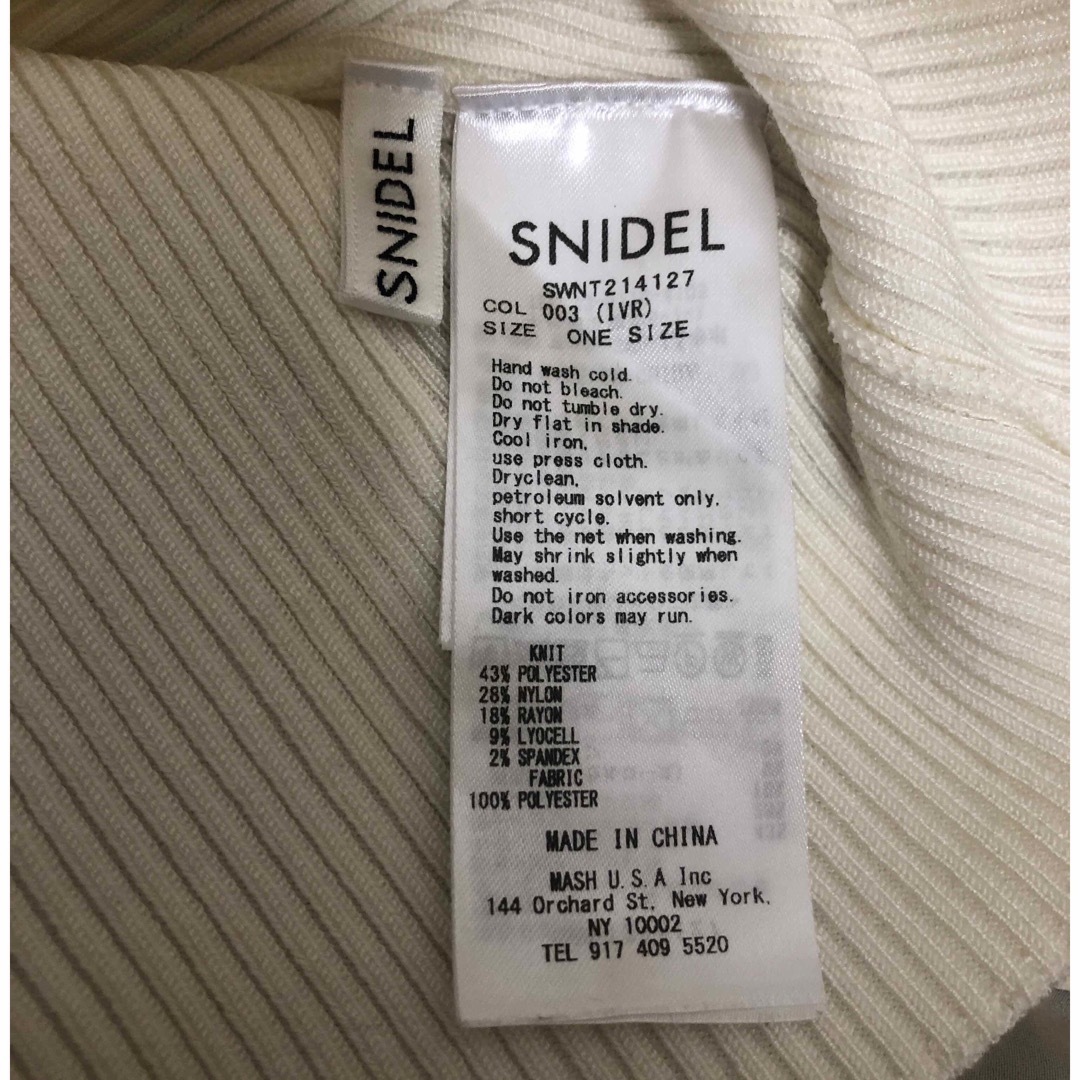 SNIDEL
SNIDEL
SWNT214127
COL 003 (IVR)
SIZE ONE SIZE
Hand wash cold.
Do not bleach.
Do not tumble dry.
Dry flat in shade.
Cool iron,
use press cloth.
Dryclean,
petroleum solvent only,
short cycle.
Use the net when washing.
May shrink slightly when
washed.
Do not iron accessories.
Dark colors may run.
KNIT
43% POLYESTER
28% NYLON
18% RAYON
9% LYOCELL
2% SPANDEX
FABRIC
100% POLYESTER
MADE IN CHINA
MASH U.S.A Inc
144 Orchard St, New York,
NY 10002
TEL 917 409 5520